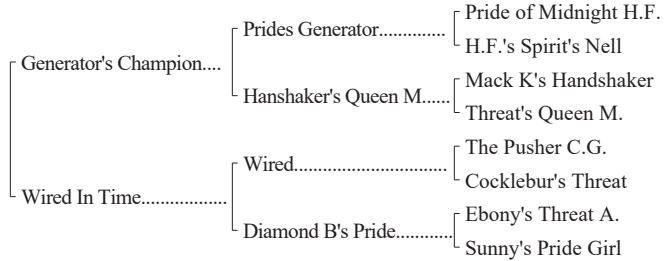 Pride of Midnight H.F.
Prides Generator..............
H.F.'s Spirit's Nell
Generator's Champion....
Mack K's Handshaker
Hanshaker's Queen M......
Threat's Queen M.
The Pusher C.G.
Wired.................................
Cocklebur's Threat
Wired In Time...................
Ebony's Threat A.
Diamond B's Pride............
Sunny's Pride Girl